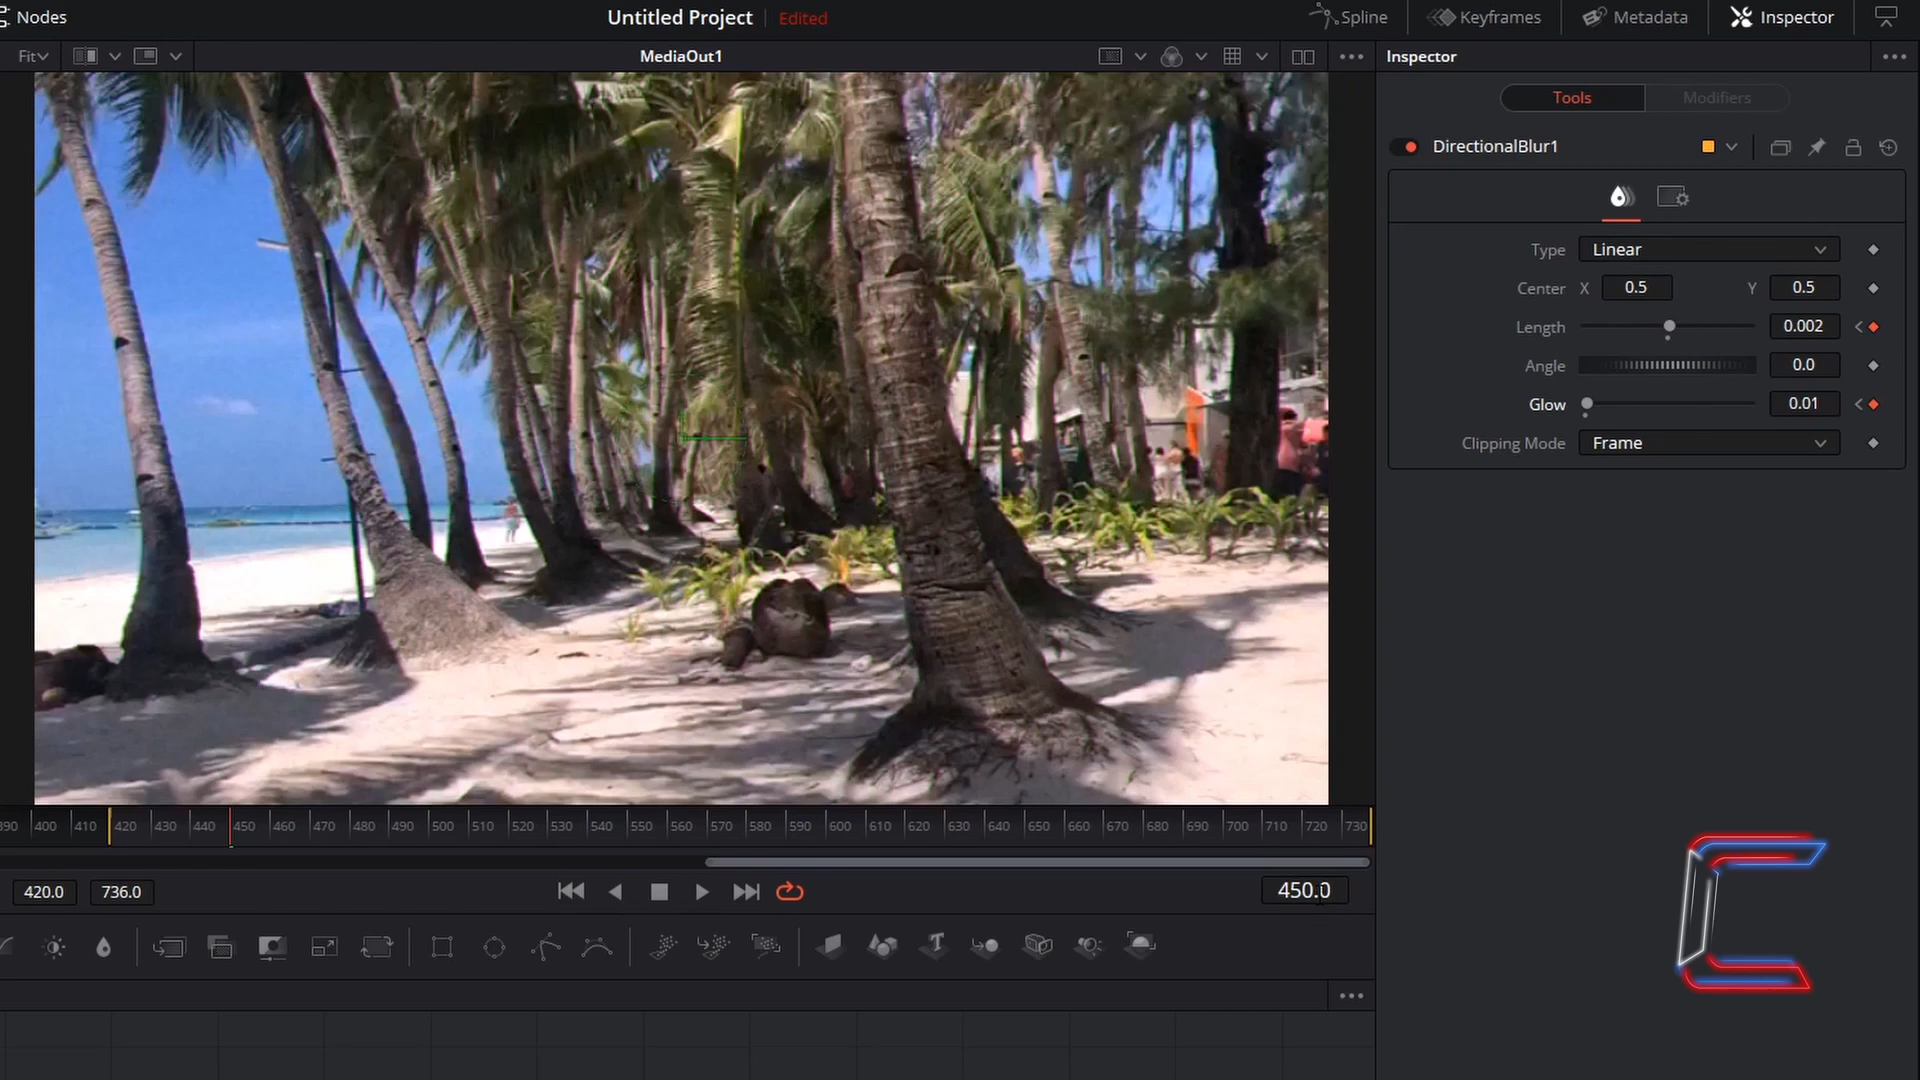 Nodes
Untitled Project
Edited
Spline
Keyframes
Metadata
Inspector
Fit
MediaOut1
Inspector
Tools
Modifiers
DirectionalBlur1
Type
Linear
Center X 0.5 Y 0.5
Length 0.002
Angle 0.0
Glow 0.01
Clipping Mode Frame
390 400 410 420 430 440 450 460 470 480 490 500 510 520 530 540 550 560 570 580 590 600 610 620 630 640 650 660 670 680 690 700 710 720 730
420.0 736.0 450.0